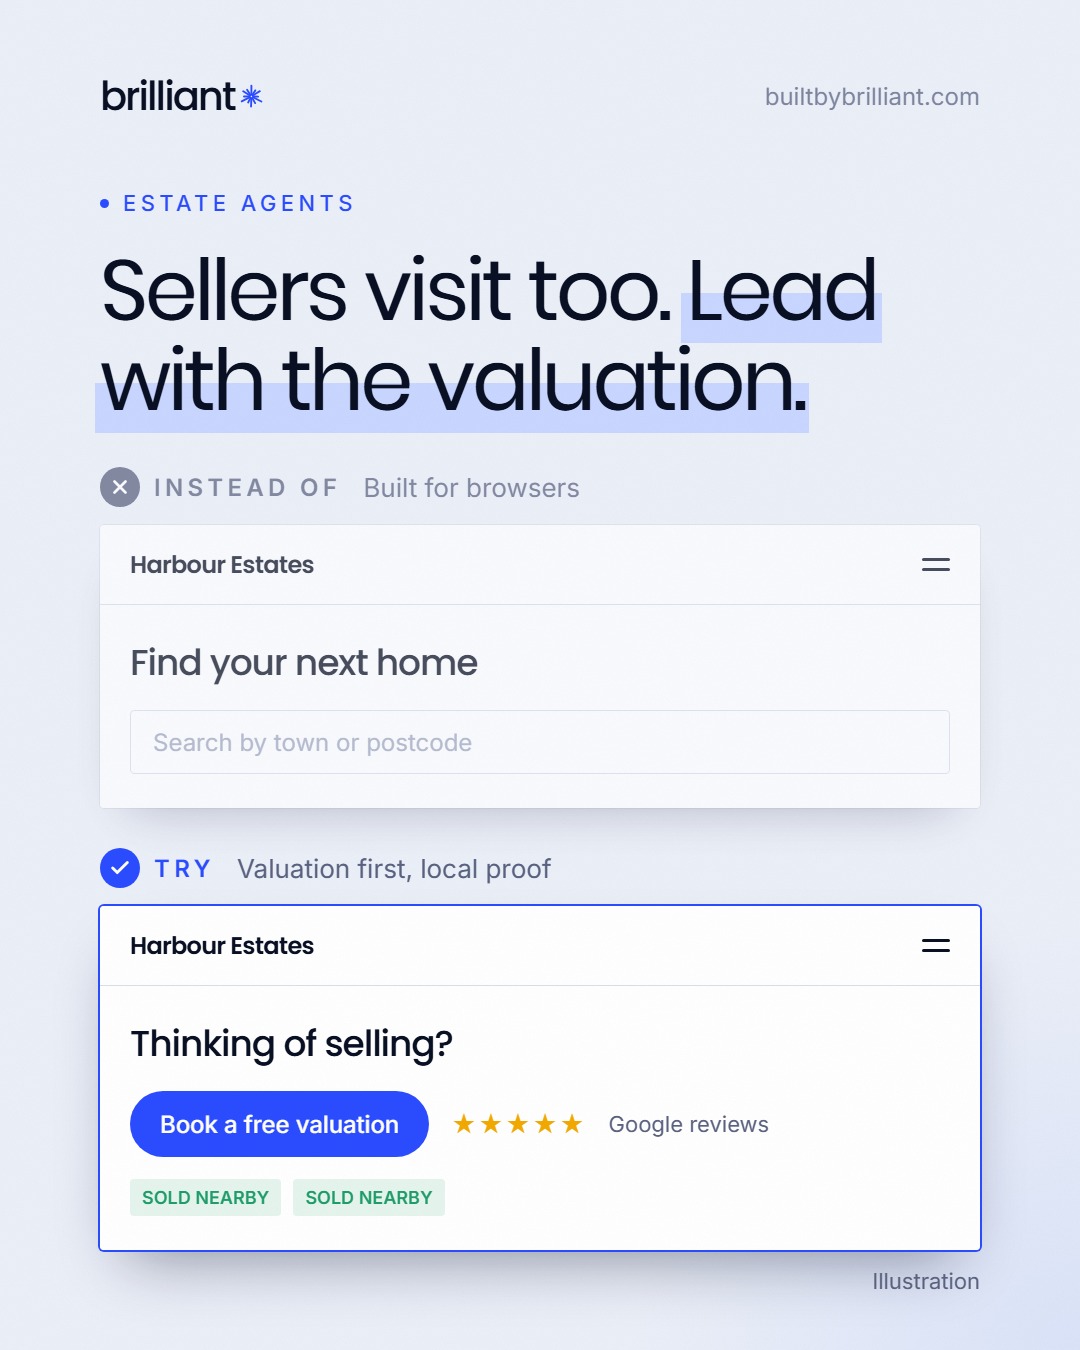 brilliant
builtbybrilliant.com
ESTATE AGENTS
Sellers visit too. Lead
with the valuation.
INSTEAD OF Built for browsers
Harbour Estates
Find your next home
Search by town or postcode
TRY Valuation first, local proof
Harbour Estates
Thinking of selling?
Book a free valuation ★★★★★ Google reviews
SOLD NEARBY SOLD NEARBY
Illustration